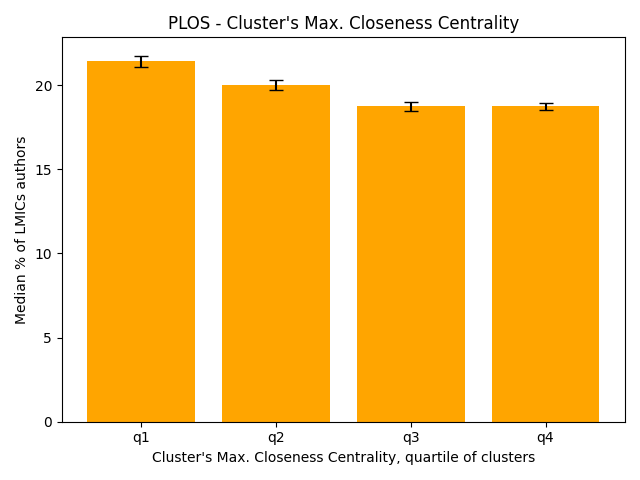 PLOS - Cluster's Max. Closeness Centrality
Median % of LMICs authors
20
15
10
5
0
q1 q2 q3 q4
Cluster's Max. Closeness Centrality, quartile of clusters